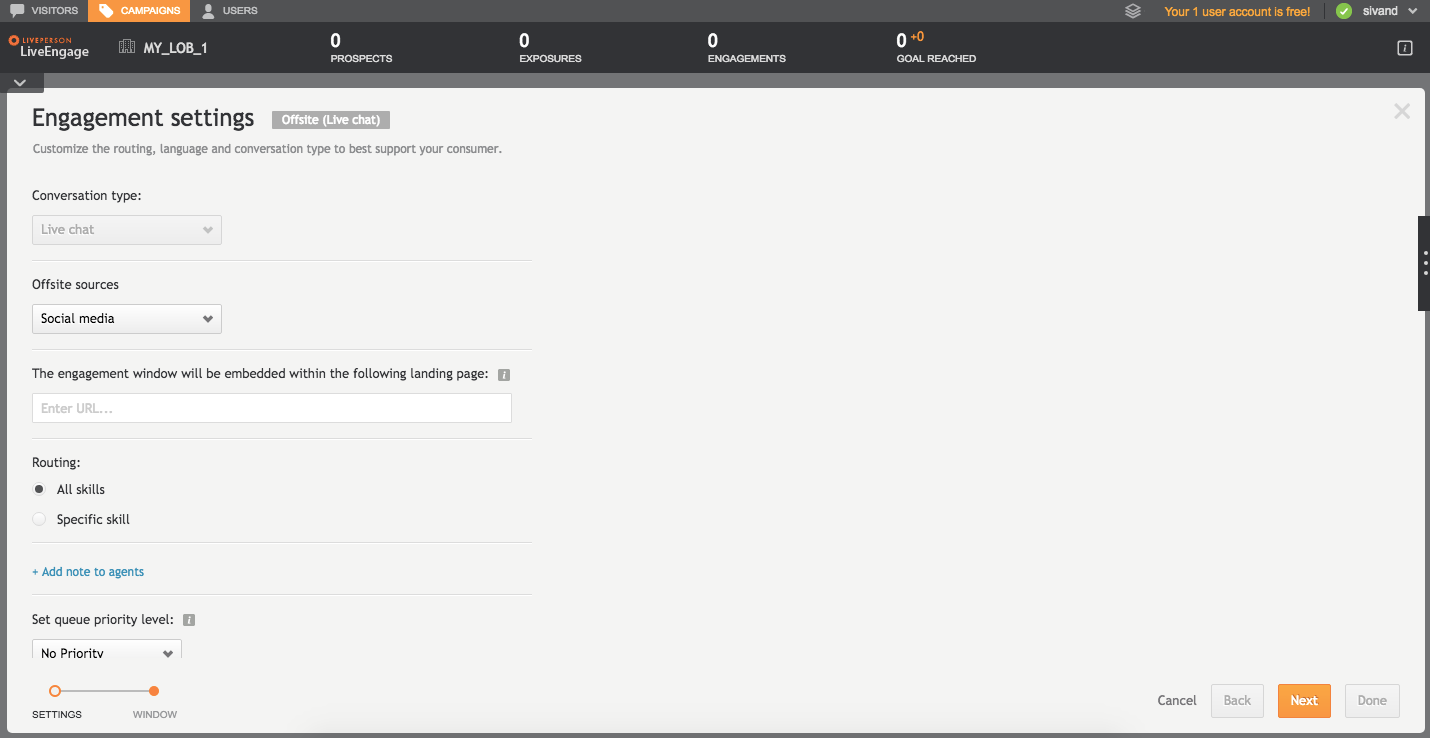 VISITORS CAMPAIGNS USERS Your 1 user account is free! sivand
LIVEPERSON
LiveEngage
MY_LOB_1
0
PROSPECTS
0
EXPOSURES
0
ENGAGEMENTS
0 +0
GOAL REACHED
Engagement settings Offsite (Live chat)
Customize the routing, language and conversation type to best support your consumer.
Conversation type:
Live chat
Offsite sources
Social media
The engagement window will be embedded within the following landing page: i
Enter URL...
Routing:
All skills
Specific skill
+ Add note to agents
Set queue priority level: i
No Priority
SETTINGS WINDOW
Cancel Back Next Done